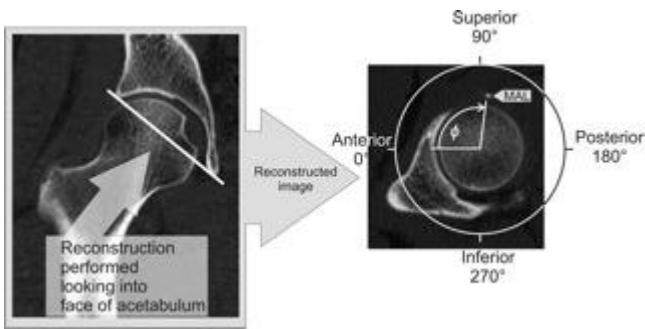 Reconstruction
performed
looking into
face of acetabulum
Reconstructed
image
Superior
90°
MAL
ϕ
Anterior
0°
Posterior
180°
Inferior
270°